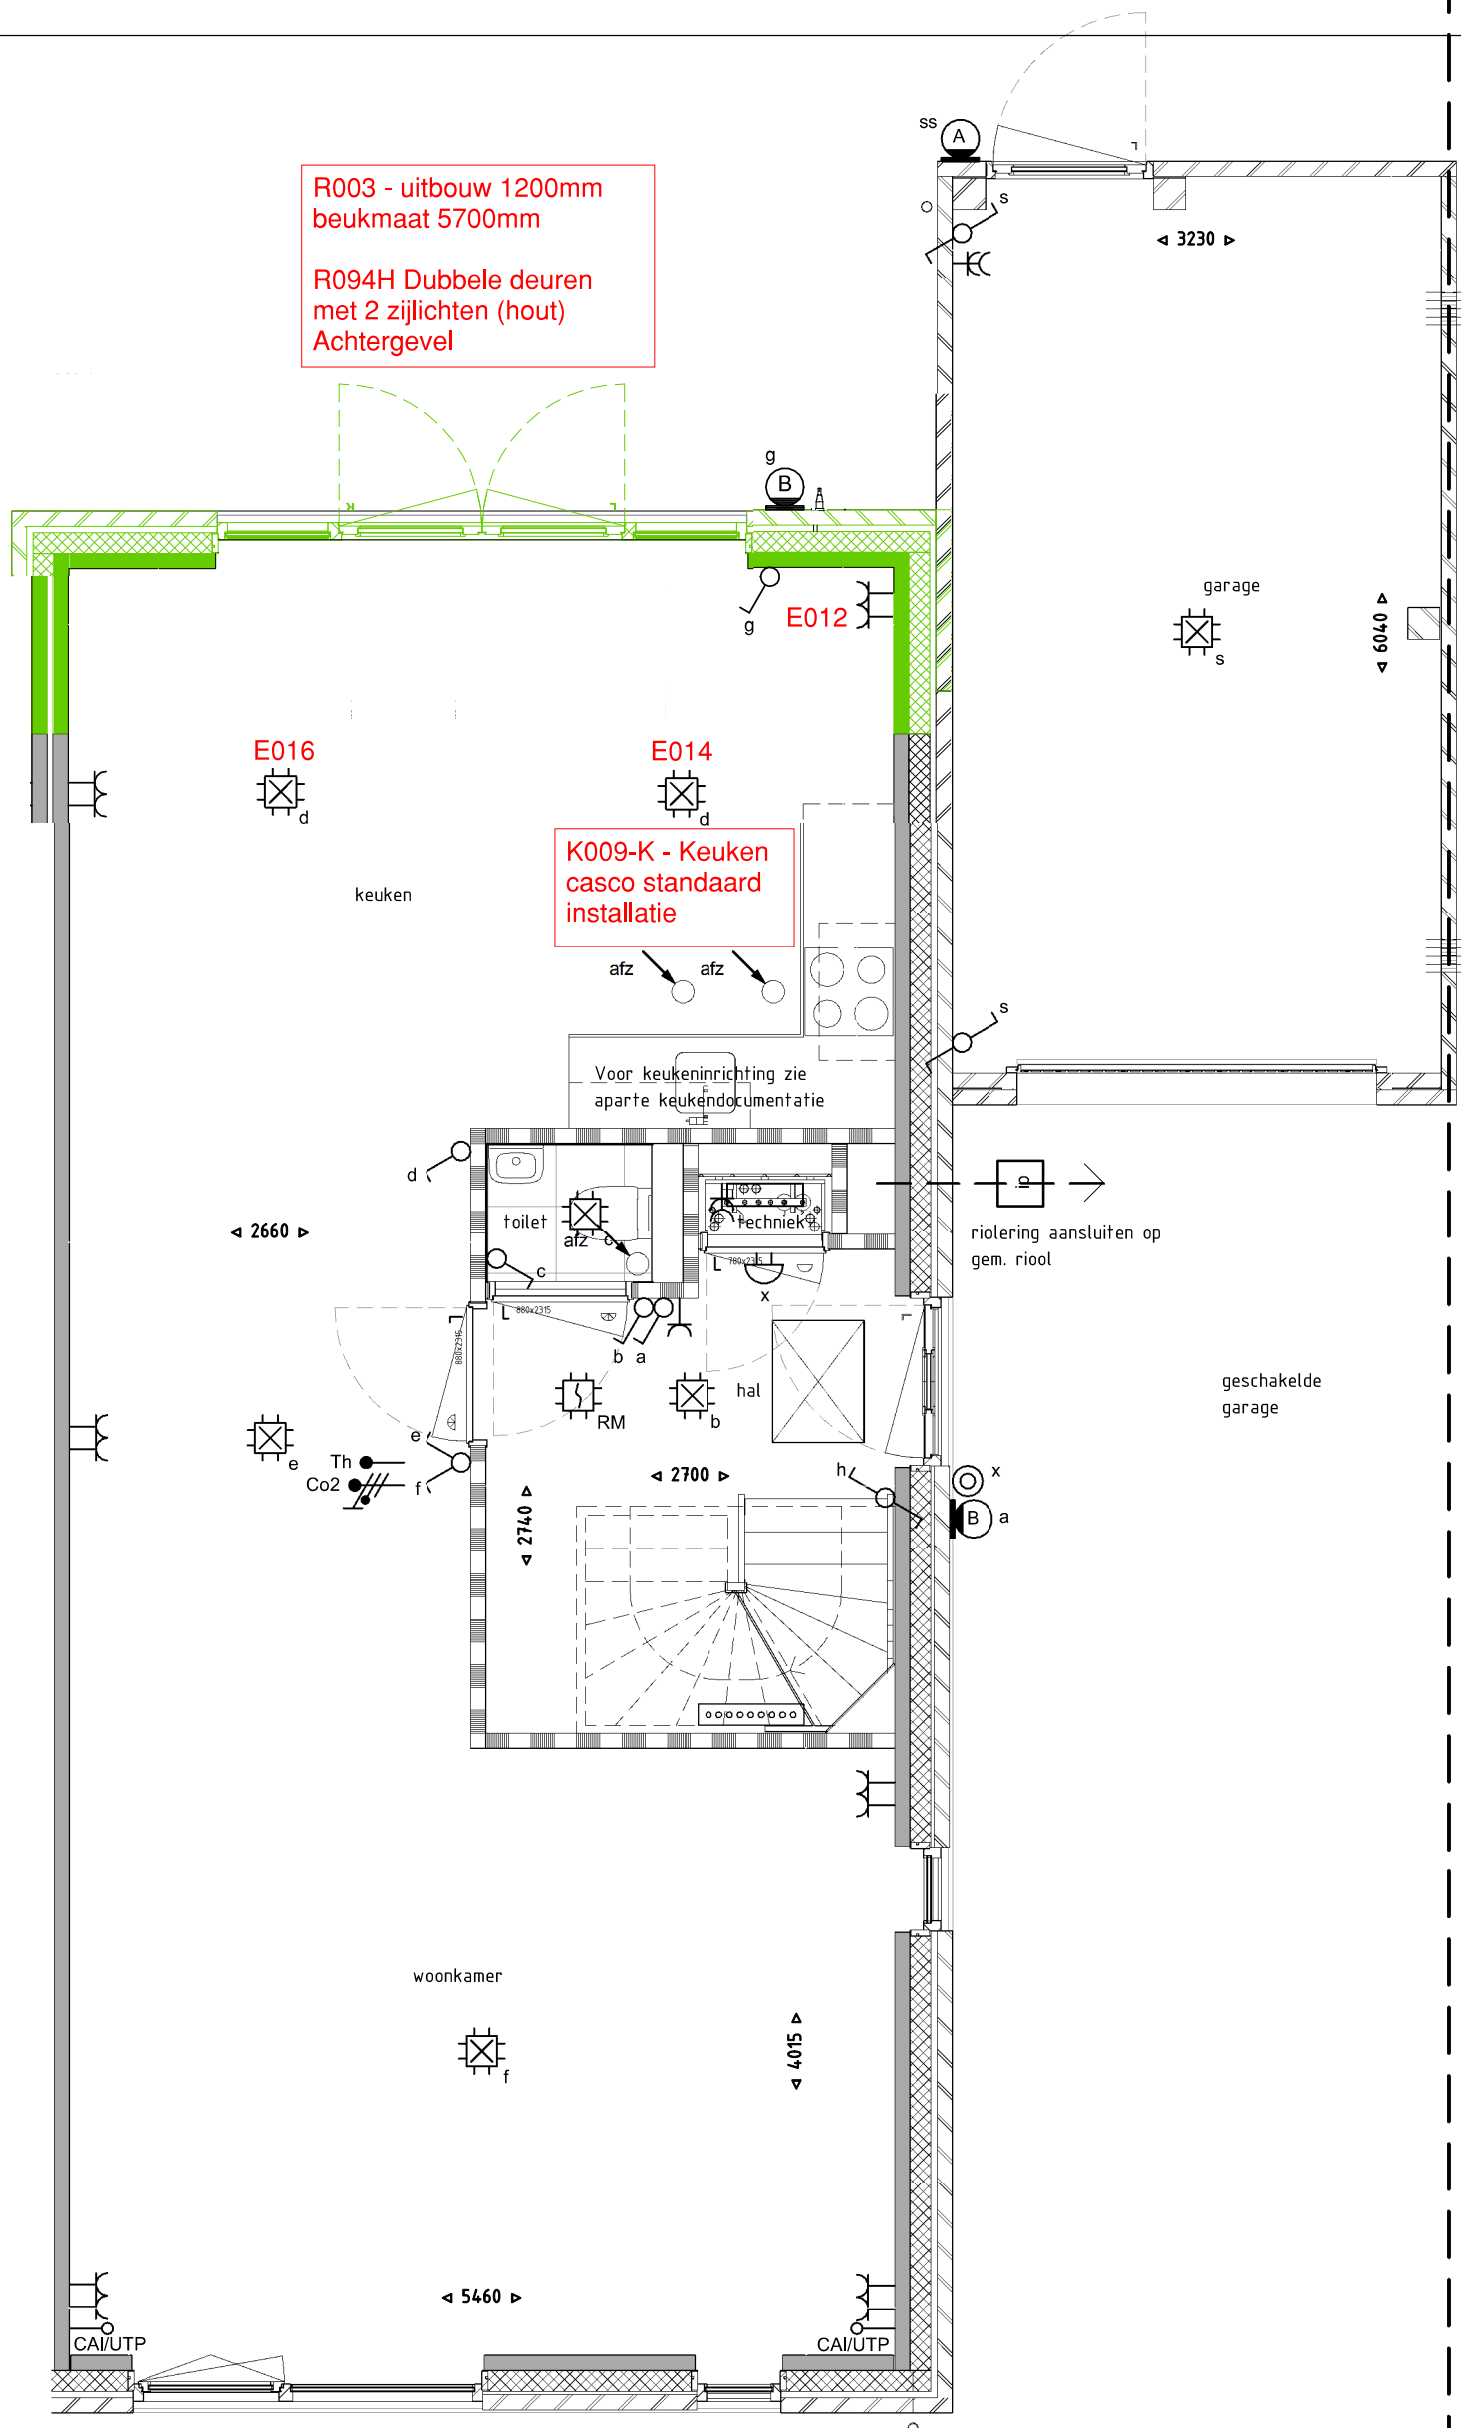 ss
A
R003 - uitbouw 1200mm
beukmaat 5700mm
R094H Dubbele deuren
met 2 zijlichten (hout)
Achtergevel
s
3230
g
B
R
L
g
E012
garage
s
6040
E016
d
E014
d
K009-K - Keuken
casco standaard
installatie
keuken
afz
afz
s
Voor keukeninrichting zie
aparte keukendocumentatie
d
toilet
afz
c
c
techniek
L
780x2315
x
riolering aansluiten op
gem. riool
2660
L
880x2315
L
880x2315
b
a
hal
RM
b
geschakelde
garage
e
e
Th
Co2
f
2700
h
x
B
a
2740
woonkamer
f
4015
5460
CAI/UTP
CAI/UTP